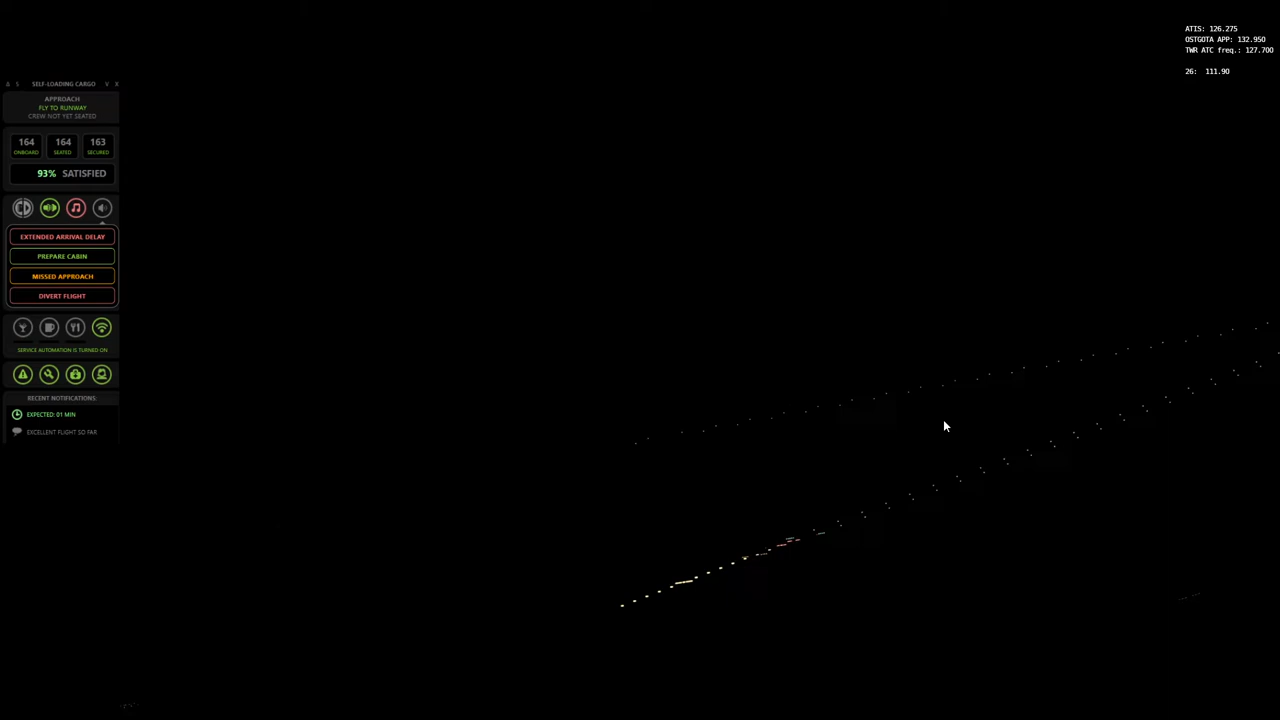 ATIS: 126.275
OSTGOTA APP: 132.950
TWR ATC freq.: 127.700
26: 111.90
& S SELF-LOADING CARGO V X
APPROACH
FLY TO RUNWAY
CREW NOT YET SEATED
164 164 163
ONBOARD SEATED SECURED
93% SATISFIED
EXTENDED ARRIVAL DELAY
PREPARE CABIN
MISSED APPROACH
DIVERT FLIGHT
SERVICE AUTOMATION IS TURNED ON
RECENT NOTIFICATIONS:
EXPECTED: 01 MIN
EXCELLENT FLIGHT SO FAR